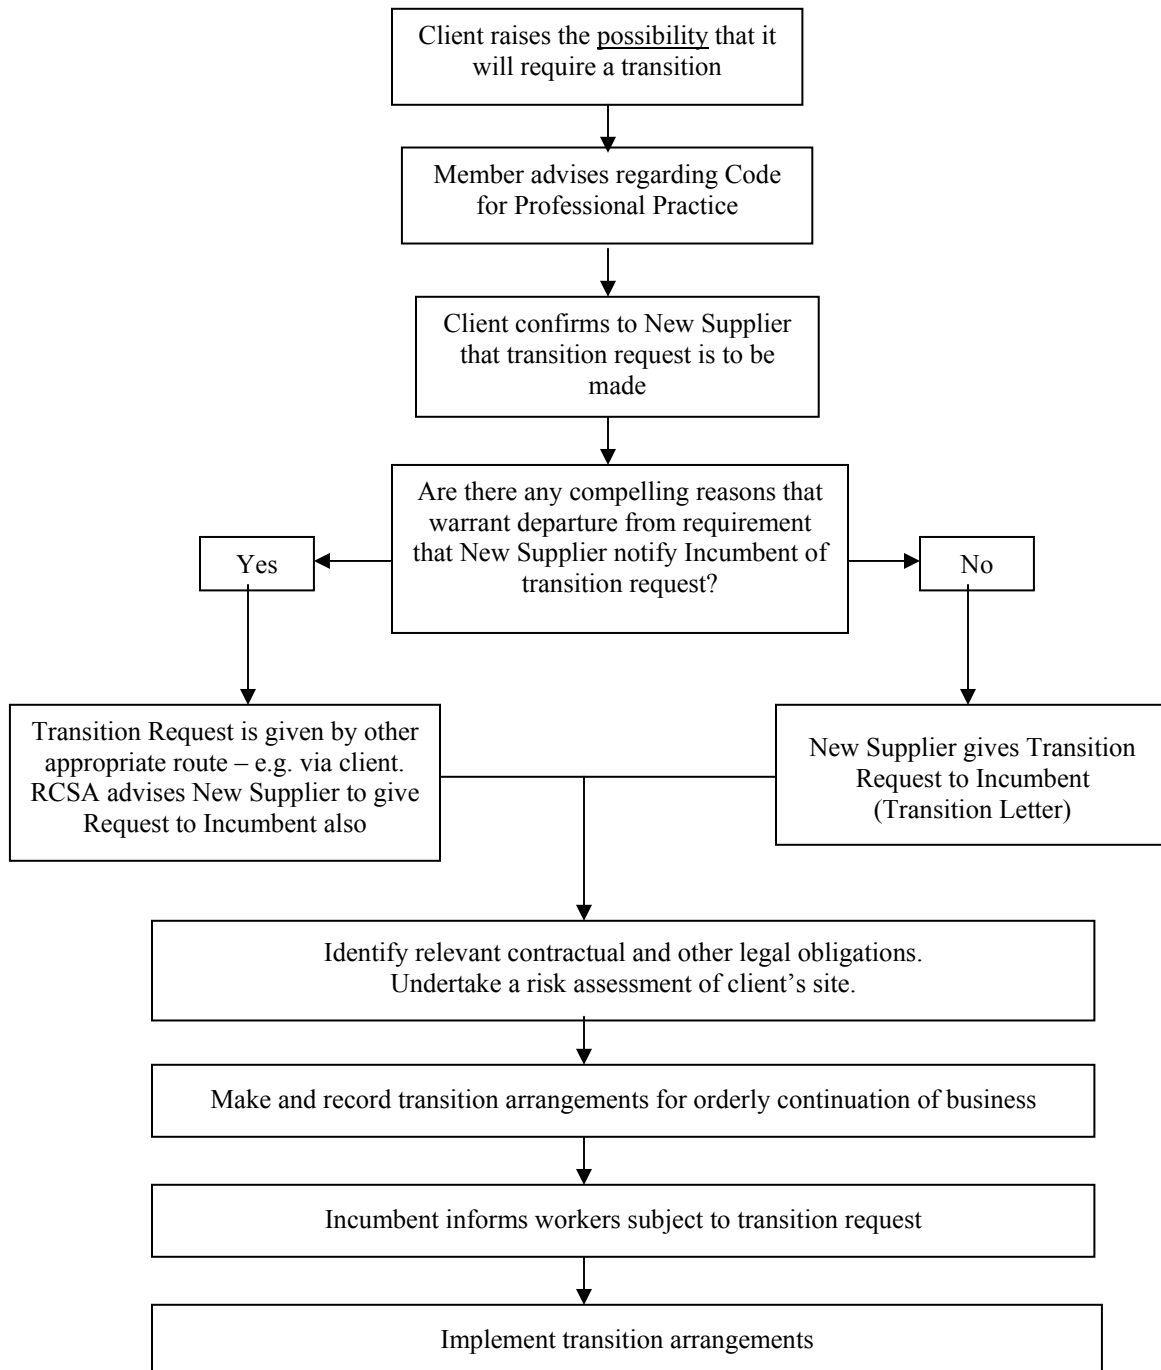 Client raises the possibility that it
will require a transition
Member advises regarding Code
for Professional Practice
Client confirms to New Supplier
that transition request is to be
made
Are there any compelling reasons that
warrant departure from requirement
that New Supplier notify Incumbent of
transition request?
Yes
No
Transition Request is given by other
appropriate route – e.g. via client.
RCSA advises New Supplier to give
Request to Incumbent also
New Supplier gives Transition
Request to Incumbent
(Transition Letter)
Identify relevant contractual and other legal obligations.
Undertake a risk assessment of client’s site.
Make and record transition arrangements for orderly continuation of business
Incumbent informs workers subject to transition request
Implement transition arrangements